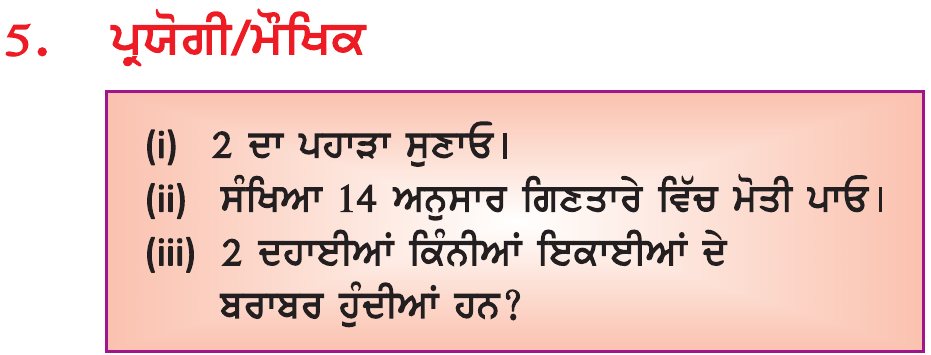 5. ਪ੍ਰਯੋਗੀ/ਮੌਖਿਕ
(i) 2 ਦਾ ਪਹਾੜਾ ਸੁਣਾਓ।
(ii) ਸੰਖਿਆ 14 ਅਨੁਸਾਰ ਗਿਣਤਾਰੇ ਵਿੱਚ ਮੋਤੀ ਪਾਓ।
(iii) 2 ਦਹਾਈਆਂ ਕਿੰਨੀਆਂ ਇਕਾਈਆਂ ਦੇ
ਬਰਾਬਰ ਹੁੰਦੀਆਂ ਹਨ?